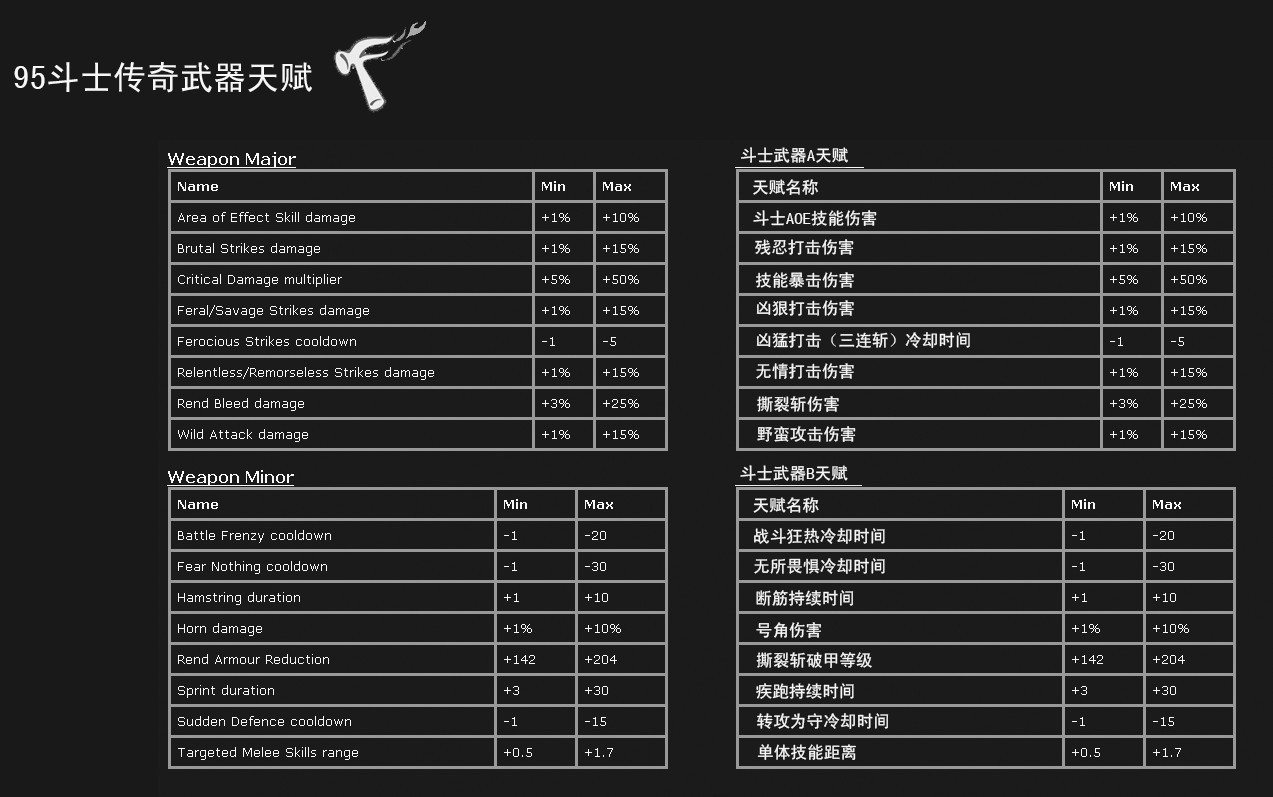 95斗士传奇武器天赋
Weapon Major
Name Min Max
Area of Effect Skill damage +1% +10%
Brutal Strikes damage +1% +15%
Critical Damage multiplier +5% +50%
Feral/Savage Strikes damage +1% +15%
Ferocious Strikes cooldown -1 -5
Relentless/Remorseless Strikes damage +1% +15%
Rend Bleed damage +3% +25%
Wild Attack damage +1% +15%
斗士武器A天赋
天赋名称 Min Max
斗士AOE技能伤害 +1% +10%
残忍打击伤害 +1% +15%
技能暴击伤害 +5% +50%
凶狠打击伤害 +1% +15%
凶猛打击（三连斩）冷却时间 -1 -5
无情打击伤害 +1% +15%
撕裂斩伤害 +3% +25%
野蛮攻击伤害 +1% +15%
Weapon Minor
Name Min Max
Battle Frenzy cooldown -1 -20
Fear Nothing cooldown -1 -30
Hamstring duration +1 +10
Horn damage +1% +10%
Rend Armour Reduction +142 +204
Sprint duration +3 +30
Sudden Defence cooldown -1 -15
Targeted Melee Skills range +0.5 +1.7
斗士武器B天赋
天赋名称 Min Max
战斗狂热冷却时间 -1 -20
无所畏惧冷却时间 -1 -30
断筋持续时间 +1 +10
号角伤害 +1% +10%
撕裂斩破甲等级 +142 +204
疾跑持续时间 +3 +30
转攻为守冷却时间 -1 -15
单体技能距离 +0.5 +1.7